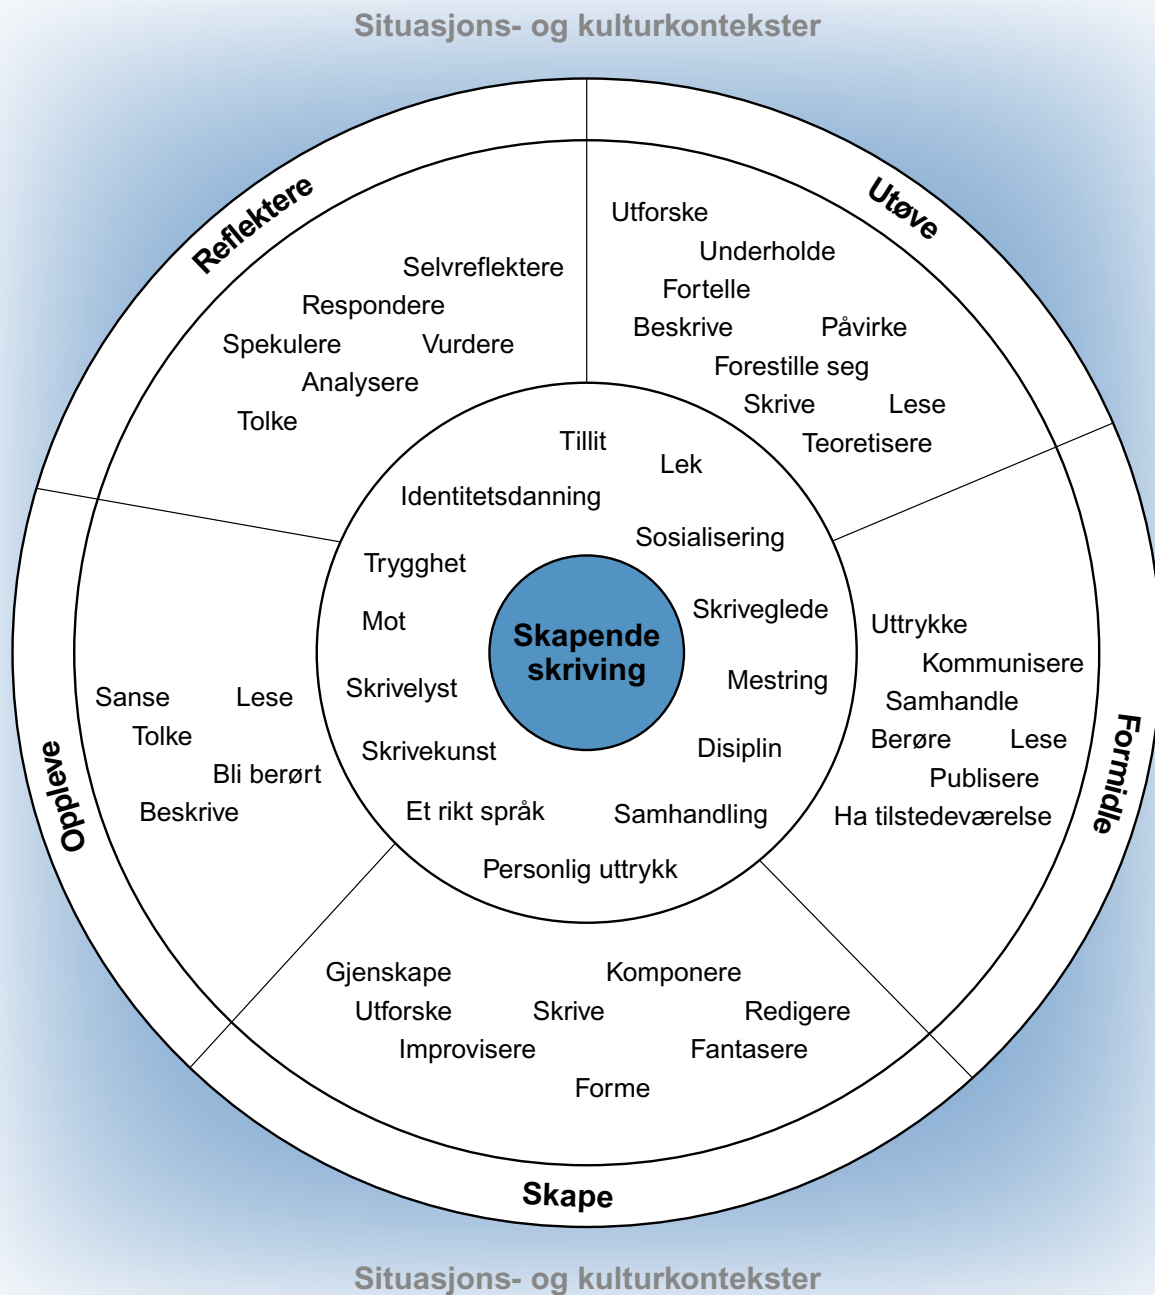 Situasjons- og kulturkontekster
Reflektere
Selvreflektere
Respondere
Spekulere
Vurdere
Analysere
Tolke
Utøve
Utforske
Underholde
Fortelle
Beskrive
Påvirke
Forestille seg
Skrive
Lese
Teoretisere
Tillit
Lek
Identitetsdanning
Sosialisering
Trygghet
Skriveglede
Mot
Mestring
Skrivelyst
Disiplin
Skrivekunst
Et rikt språk
Samhandling
Personlig uttrykk
Skapende
skriving
Formidle
Uttrykke
Kommunisere
Samhandle
Berøre
Lese
Publisere
Ha tilstedeværelse
Oppleve
Sanse
Lese
Tolke
Bli berørt
Beskrive
Gjenskape
Komponere
Utforske
Skrive
Redigere
Improvisere
Fantasere
Forme
Skape
Situasjons- og kulturkontekster